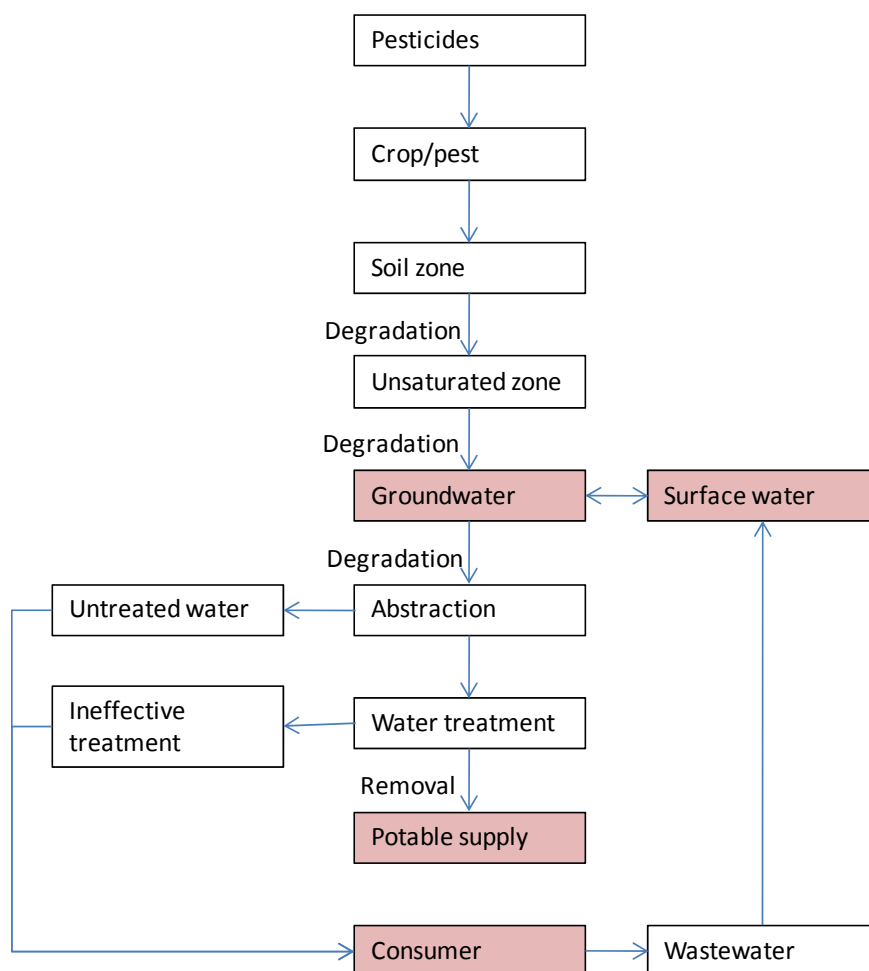 Pesticides
Crop/pest
Soil zone
Degradation
Unsaturated zone
Degradation
Groundwater
Surface water
Degradation
Untreated water
Abstraction
Ineffective
treatment
Water treatment
Removal
Potable supply
Consumer
Wastewater